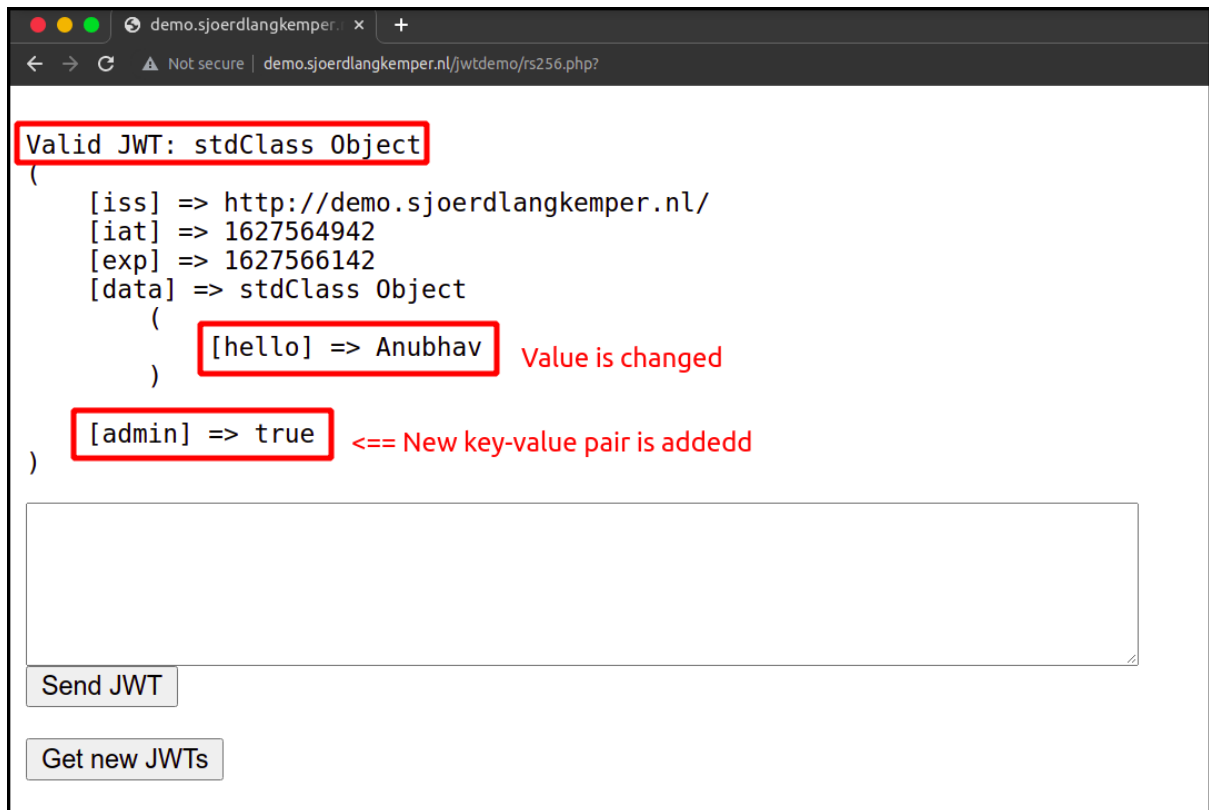 demo.sjoerdlangkemper.
Not secure | demo.sjoerdlangkemper.nl/jwtdemo/rs256.php?
Valid JWT: stdClass Object
(
[iss] => http://demo.sjoerdlangkemper.nl/
[iat] => 1627564942
[exp] => 1627566142
[data] => stdClass Object
(
[hello] => Anubhav Value is changed
)
[admin] => true <== New key-value pair is addedd
)
Send JWT
Get new JWTs